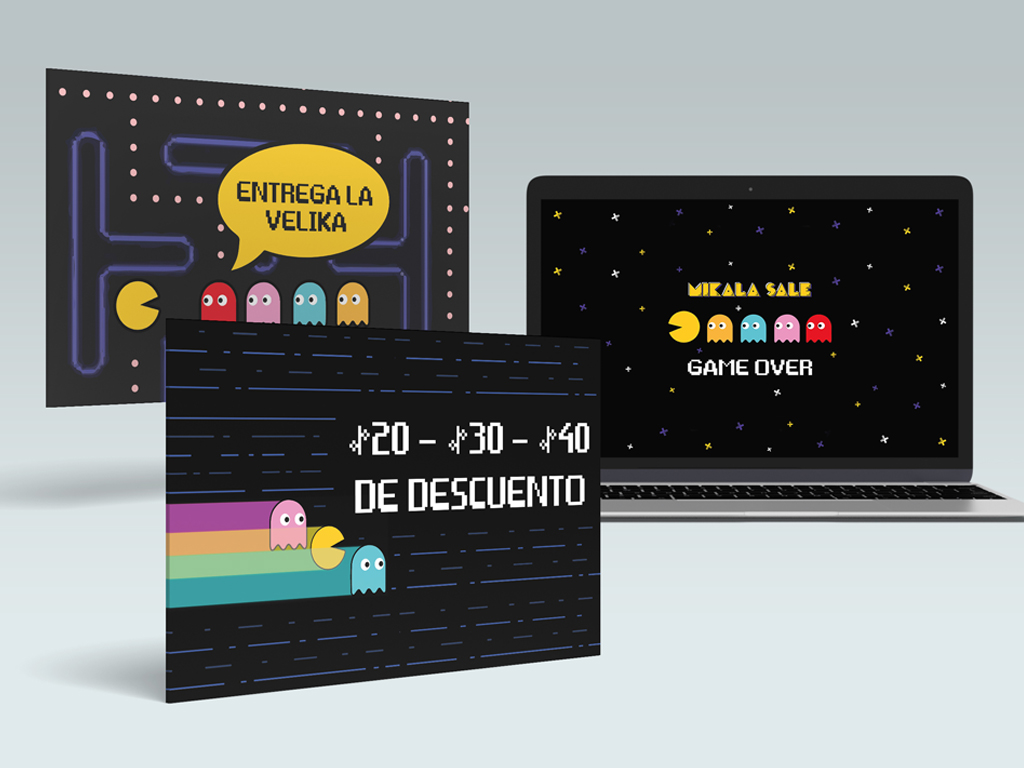 ENTREGA LA
VELIKA
20 – 30 – 40
DE DESCUENTO
MIKALA SALE
GAME OVER